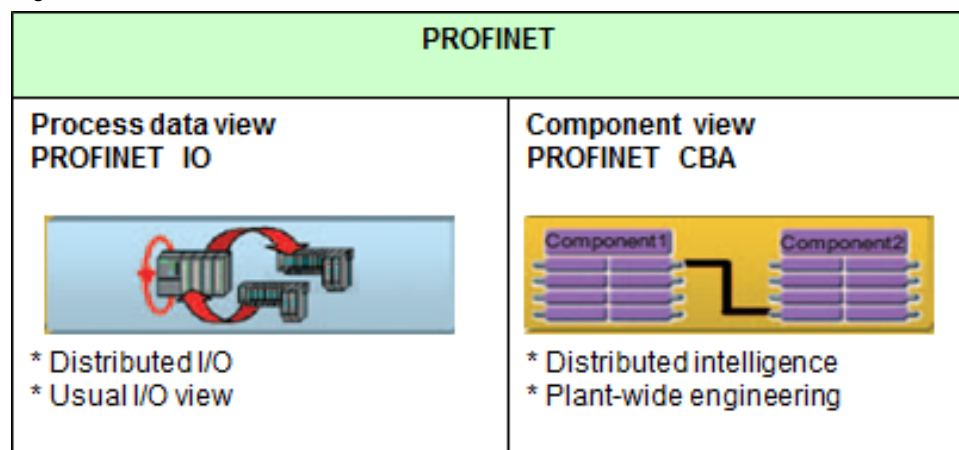 PROFINET
Process data view
PROFINET IO
* Distributed I/O
* Usual I/O view
Component view
PROFINET CBA
Component1
Component2
* Distributed intelligence
* Plant-wide engineering